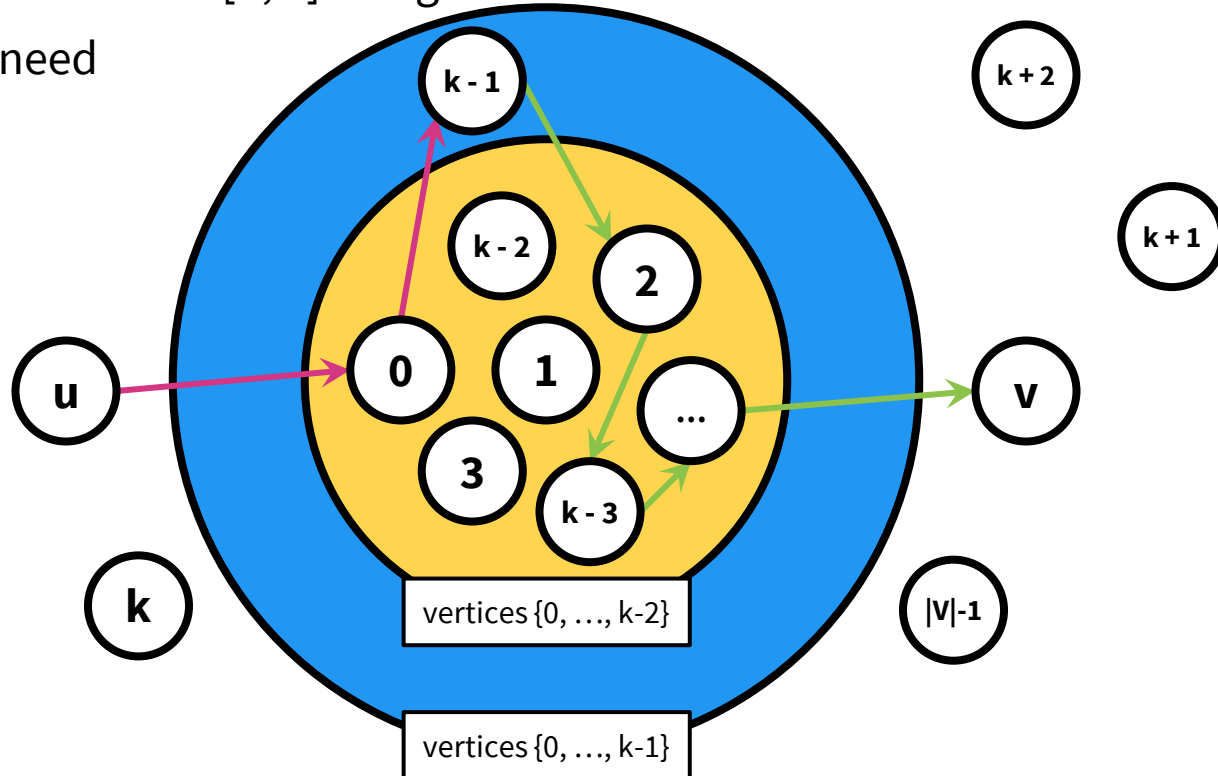 need
k - 1
k + 2
k - 2
k + 1
2
0
1
u
v
...
3
k - 3
k
|V|-1
vertices {0, ..., k-2}
vertices {0, ..., k-1}